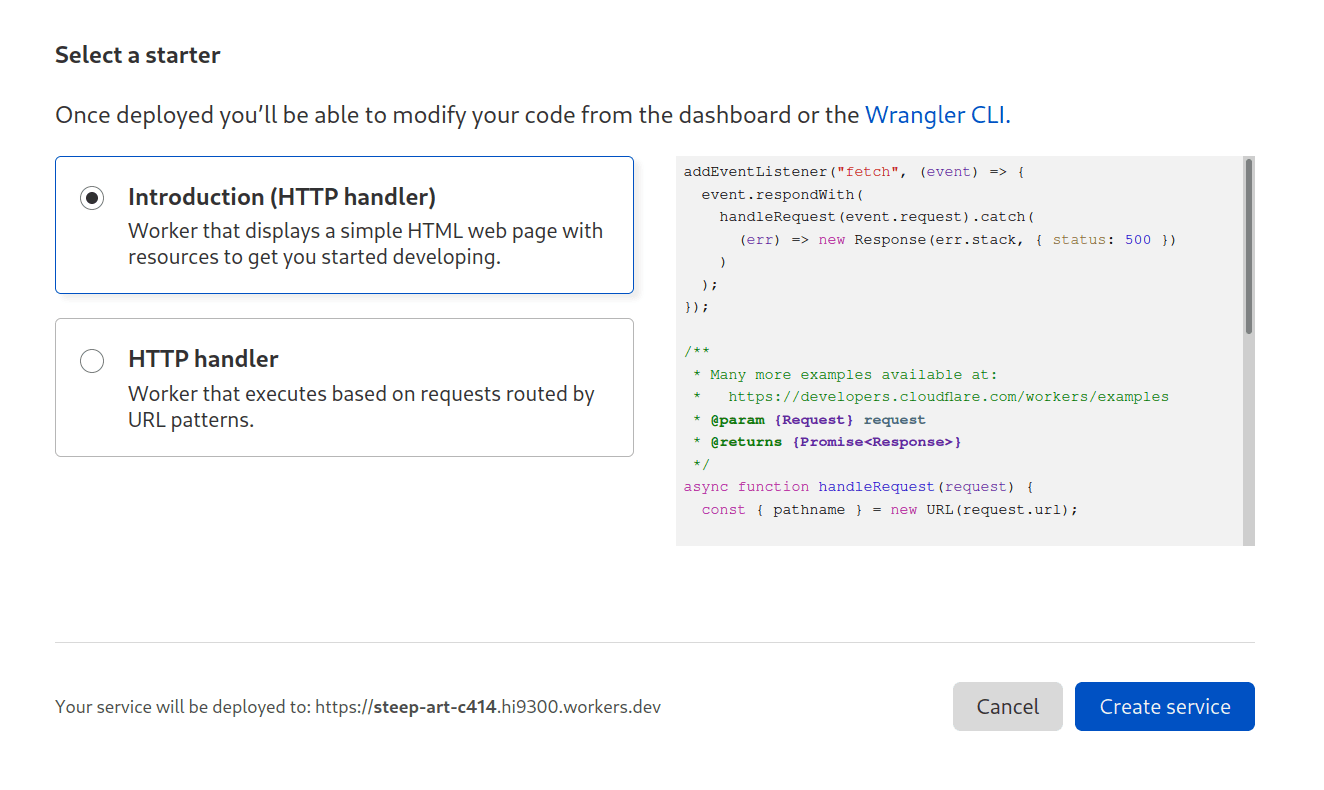 Select a starter
Once deployed you’ll be able to modify your code from the dashboard or the Wrangler CLI.
Introduction (HTTP handler)
Worker that displays a simple HTML web page with
resources to get you started developing.
HTTP handler
Worker that executes based on requests routed by
URL patterns.
addEventListener("fetch", (event) => {
  event.respondWith(
    handleRequest(event.request).catch(
      (err) => new Response(err.stack, { status: 500 })
    )
  );
});

/**
 * Many more examples available at:
 *   https://developers.cloudflare.com/workers/examples
 * @param {Request} request
 * @returns {Promise<Response>}
 */
async function handleRequest(request) {
  const { pathname } = new URL(request.url);
Your service will be deployed to: https://steep-art-c414.hi9300.workers.dev
Cancel
Create service